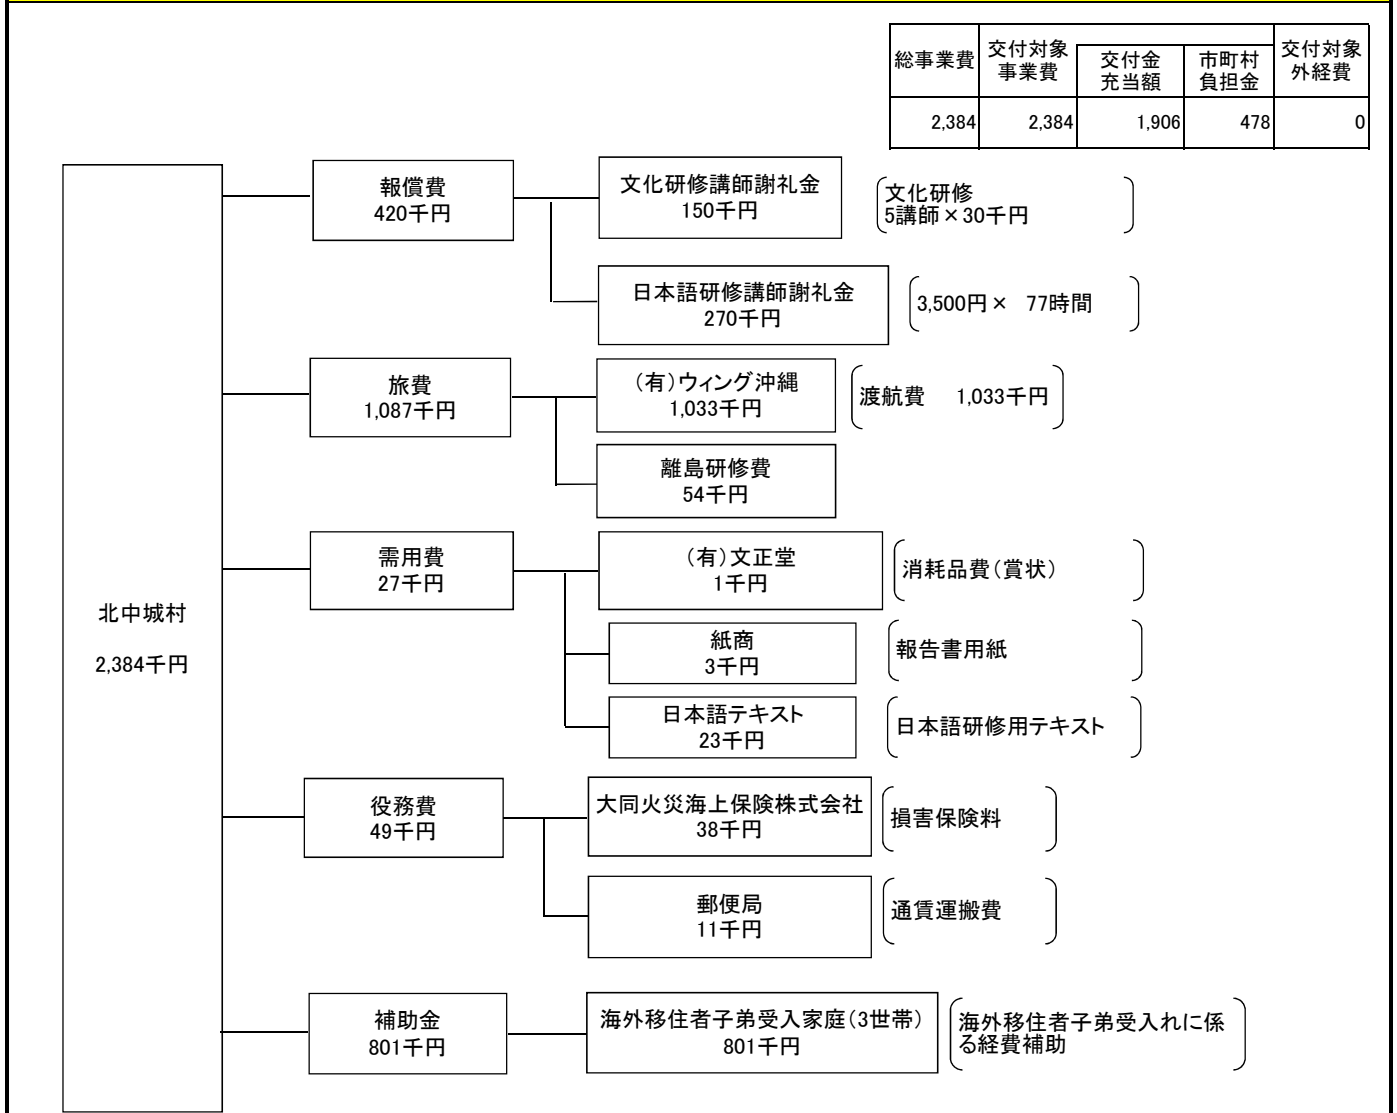 総事業費
交付対象
事業費
交付金
充当額
市町村
負担金
交付対象
外経費
2,384
2,384
1,906
478
0
北中城村
2,384千円
報償費
420千円
文化研修講師謝礼金
150千円
文化研修
5講師×30千円
日本語研修講師謝礼金
270千円
3,500円× 77時間
旅費
1,087千円
(有)ウィング沖縄
1,033千円
渡航費 1,033千円
離島研修費
54千円
需用費
27千円
(有)文正堂
1千円
消耗品費(賞状)
紙商
3千円
報告書用紙
日本語テキスト
23千円
日本語研修用テキスト
役務費
49千円
大同火災海上保険株式会社
38千円
損害保険料
郵便局
11千円
通賃運搬費
補助金
801千円
海外移住者子弟受入家庭(3世帯)
801千円
海外移住者子弟受入れに係
る経費補助